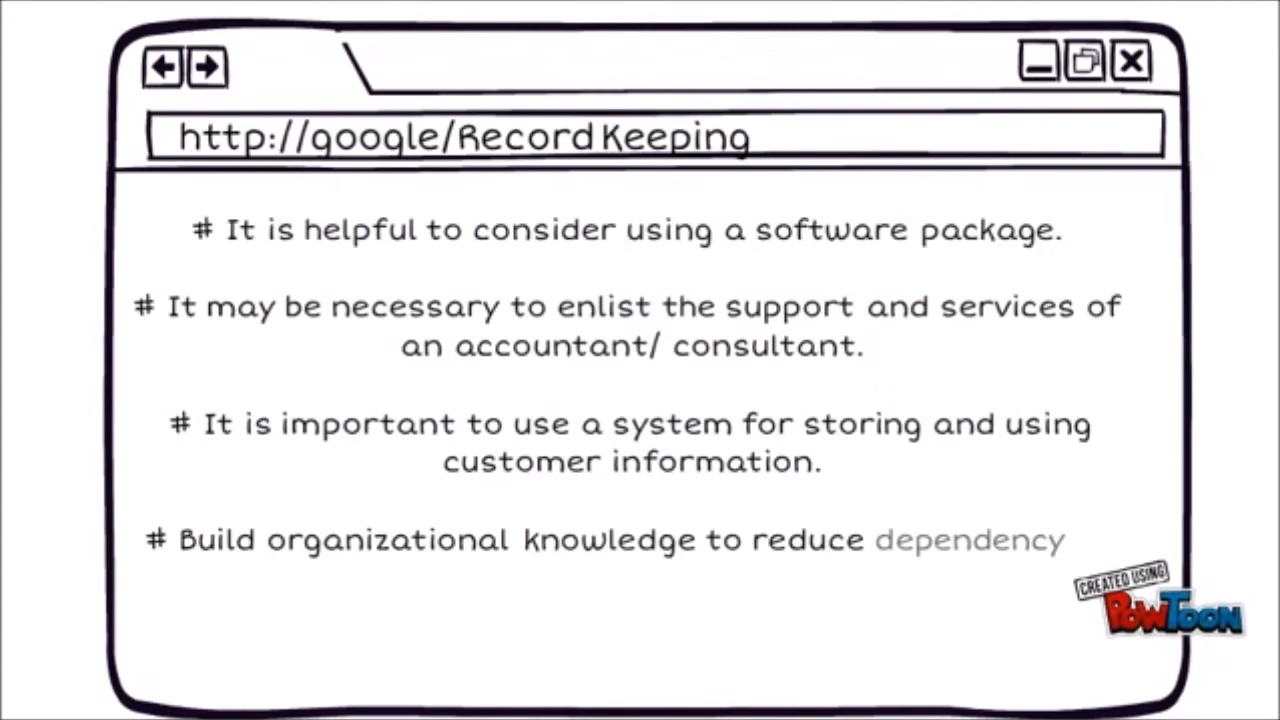 http://google/Record Keeping
# It is helpful to consider using a software package.
# It may be necessary to enlist the support and services of
an accountant/ consultant.
# It is important to use a system for storing and using
customer information.
# Build organizational knowledge to reduce dependency
CREATED USING
POWTOON